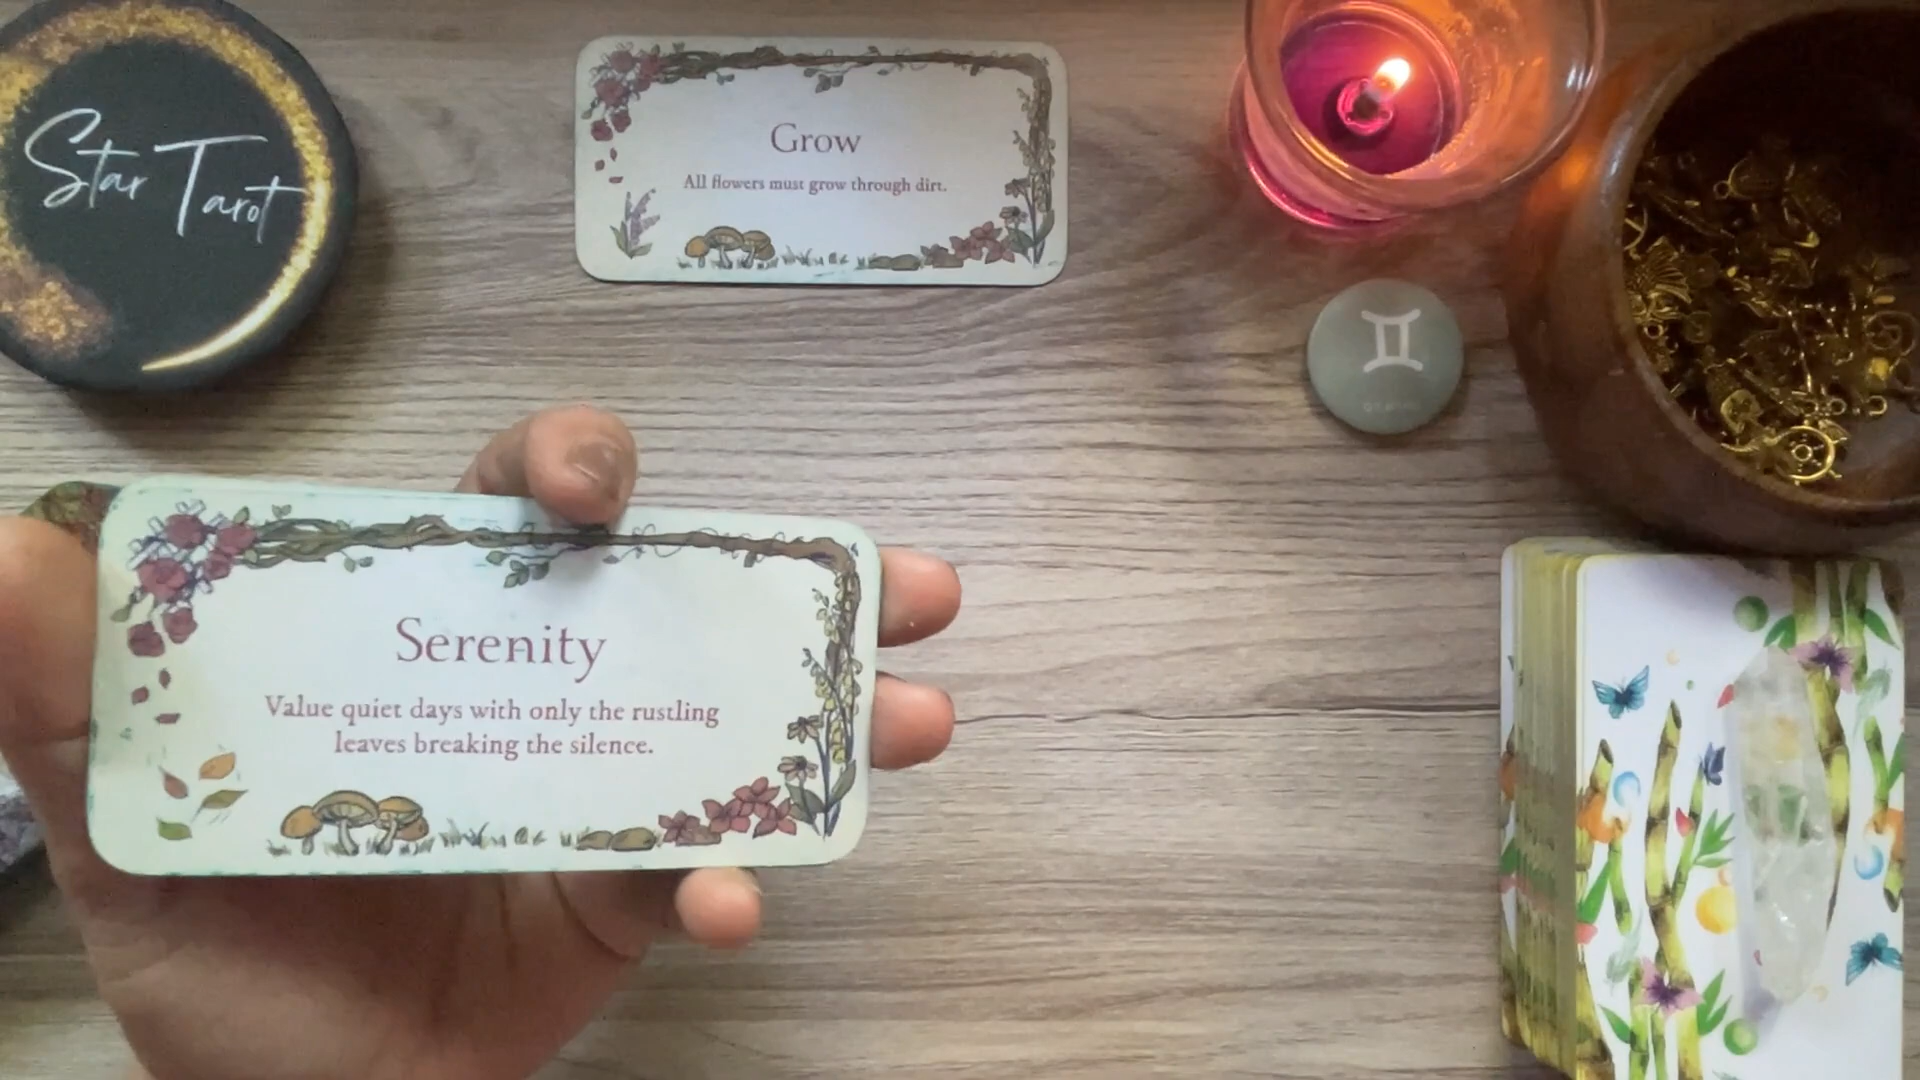 Star Tarot
Grow
All flowers must grow through dirt.
Serenity
Value quiet days with only the rustling
leaves breaking the silence.